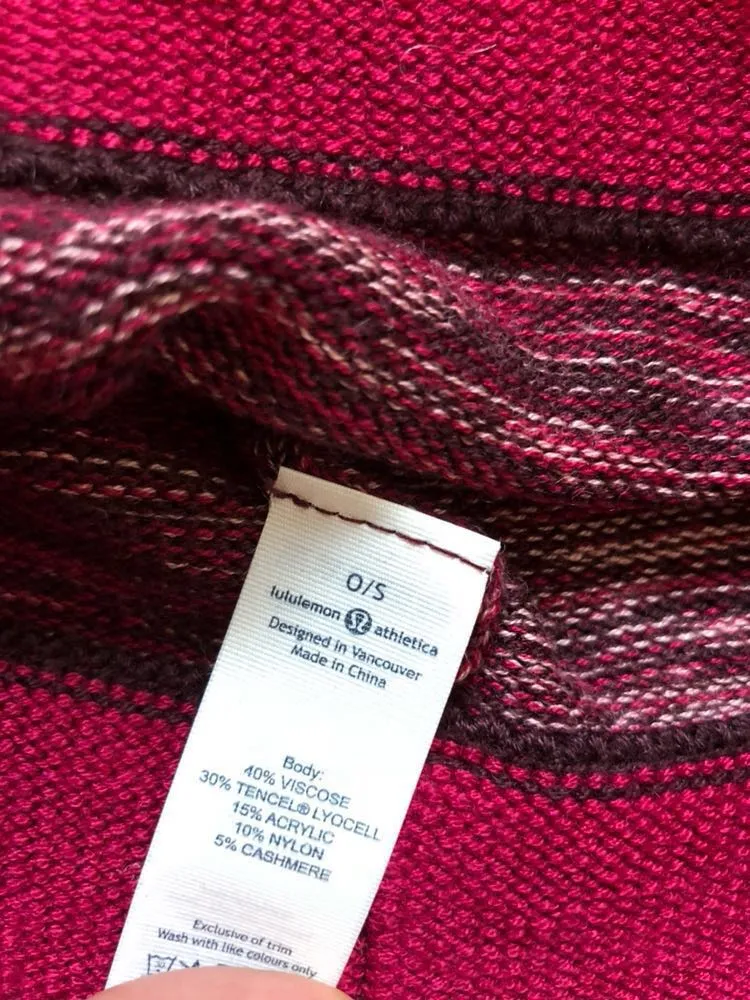 O/S
lululemon athletica
Designed in Vancouver
Made in China
Body:
40% VISCOSE
30% TENCEL® LYOCELL
15% ACRYLIC
10% NYLON
5% CASHMERE
Exclusive of trim
Wash with like colours only